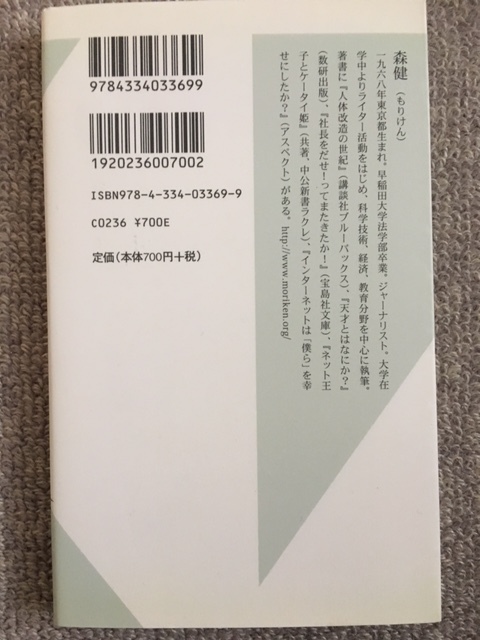 9784334033699
1920236007002
ISBN978-4-334-03369-9
C0236 ¥700E
定価(本体700円+税)
森健(もりけん)
一九六八年東京都生まれ。早稲田大学法学部卒業。ジャーナリスト。大学在
学中よりライター活動をはじめ、科学技術、経済、教育分野を中心に執筆。
著書に『人体改造の世紀』(講談社ブルーバックス)、『天才とはなにか?』
(数研出版)、『社長をだせ!ってまたきたか!』(宝島社文庫)、『ネット王
子とケータイ姫』(共著、中公新書ラクレ)、『インターネットは「僕ら」を幸
せにしたか?』(アスペクト)がある。http://www.moriken.org/